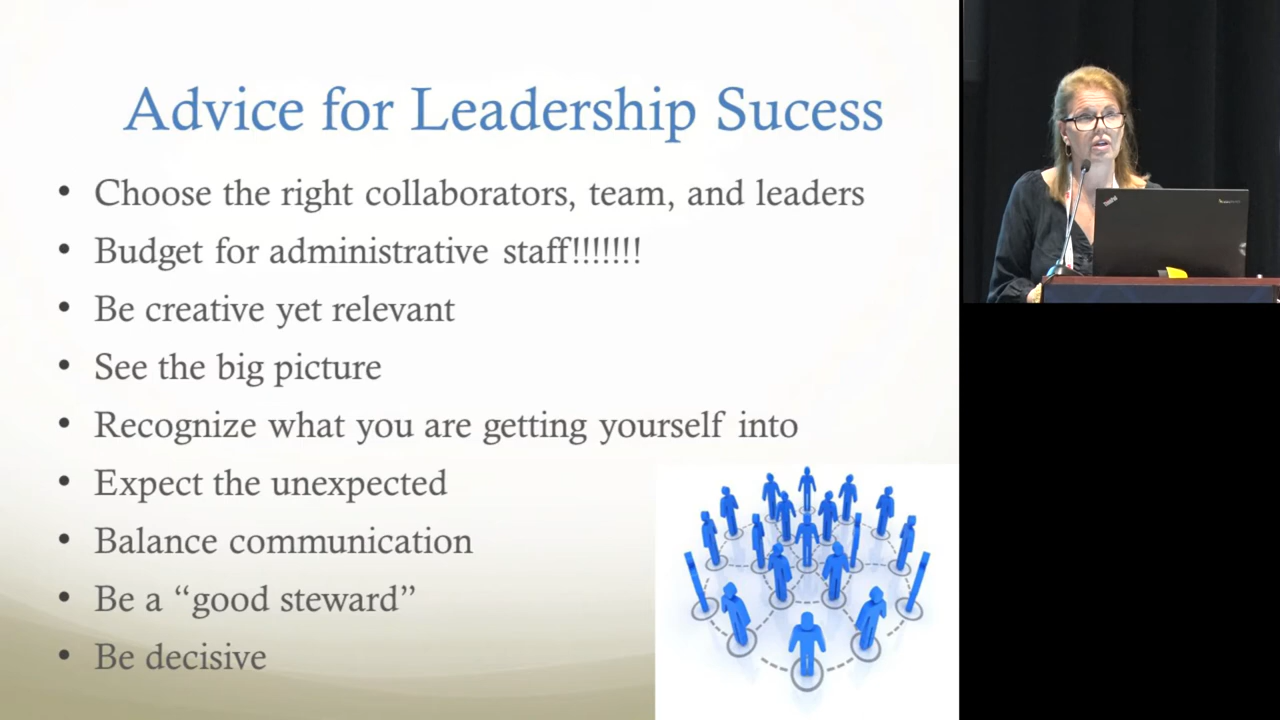 Advice for Leadership Sucess
• Choose the right collaborators, team, and leaders
• Budget for administrative staff!!!!!!!
• Be creative yet relevant
• See the big picture
• Recognize what you are getting yourself into
• Expect the unexpected
• Balance communication
• Be a “good steward”
• Be decisive
ThinkPad